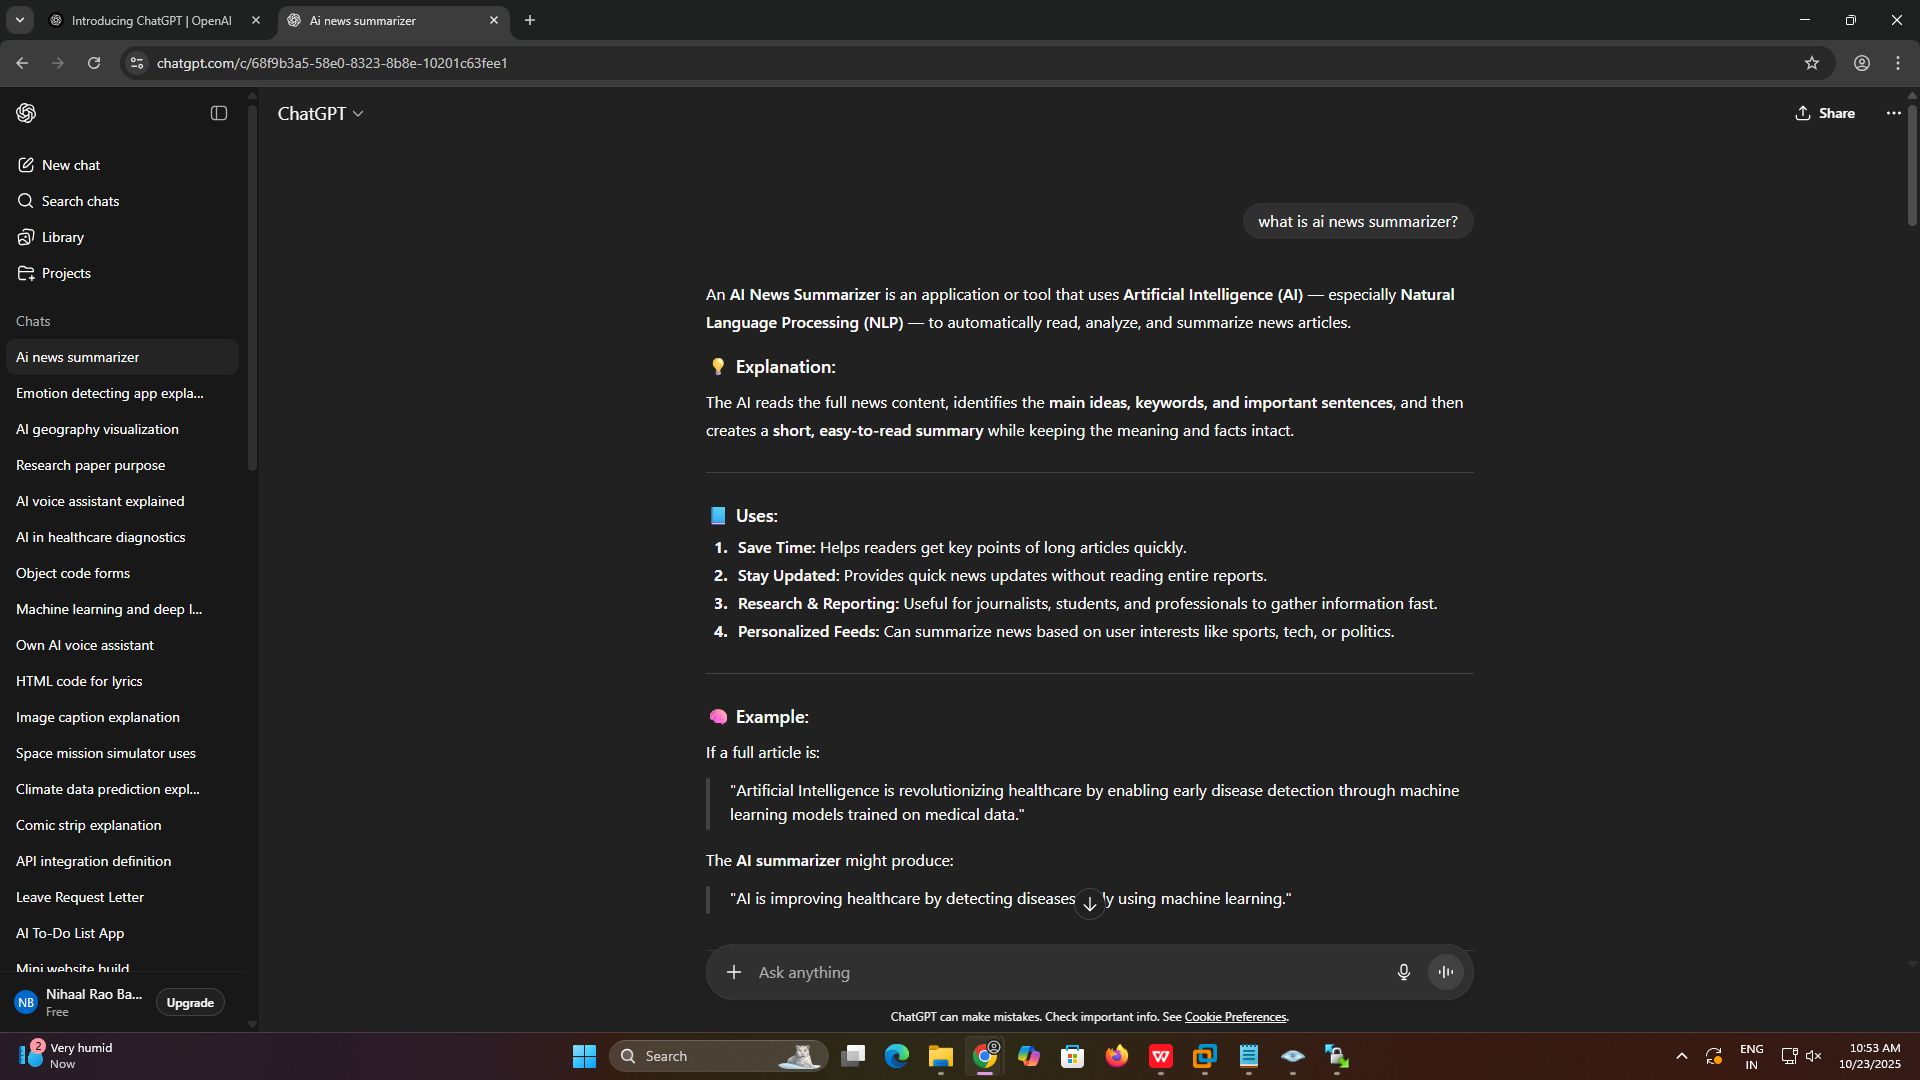 Introducing ChatGPT | OpenAI
Ai news summarizer
chatgpt.com/c/68f9b3a5-58e0-8323-8b8e-10201c63fee1
New chat
Search chats
Library
Projects
Chats
Ai news summarizer
Emotion detecting app expla...
AI geography visualization
Research paper purpose
AI voice assistant explained
AI in healthcare diagnostics
Object code forms
Machine learning and deep l...
Own AI voice assistant
HTML code for lyrics
Image caption explanation
Space mission simulator uses
Climate data prediction expl...
Comic strip explanation
API integration definition
Leave Request Letter
AI To-Do List App
Mini website build
NB
Nihaal Rao Ba...
Free
Upgrade
ChatGPT
Share
what is ai news summarizer?
An AI News Summarizer is an application or tool that uses Artificial Intelligence (AI) — especially Natural
Language Processing (NLP) — to automatically read, analyze, and summarize news articles.
💡 Explanation:
The AI reads the full news content, identifies the main ideas, keywords, and important sentences, and then
creates a short, easy-to-read summary while keeping the meaning and facts intact.
📘 Uses:
1. Save Time: Helps readers get key points of long articles quickly.
2. Stay Updated: Provides quick news updates without reading entire reports.
3. Research & Reporting: Useful for journalists, students, and professionals to gather information fast.
4. Personalized Feeds: Can summarize news based on user interests like sports, tech, or politics.
🧠 Example:
If a full article is:
"Artificial Intelligence is revolutionizing healthcare by enabling early disease detection through machine
learning models trained on medical data."
The AI summarizer might produce:
"AI is improving healthcare by detecting diseases using machine learning."
Ask anything
ChatGPT can make mistakes. Check important info. See Cookie Preferences.
2
Very humid
Now
Search
ENG
IN
10:53 AM
10/23/2025